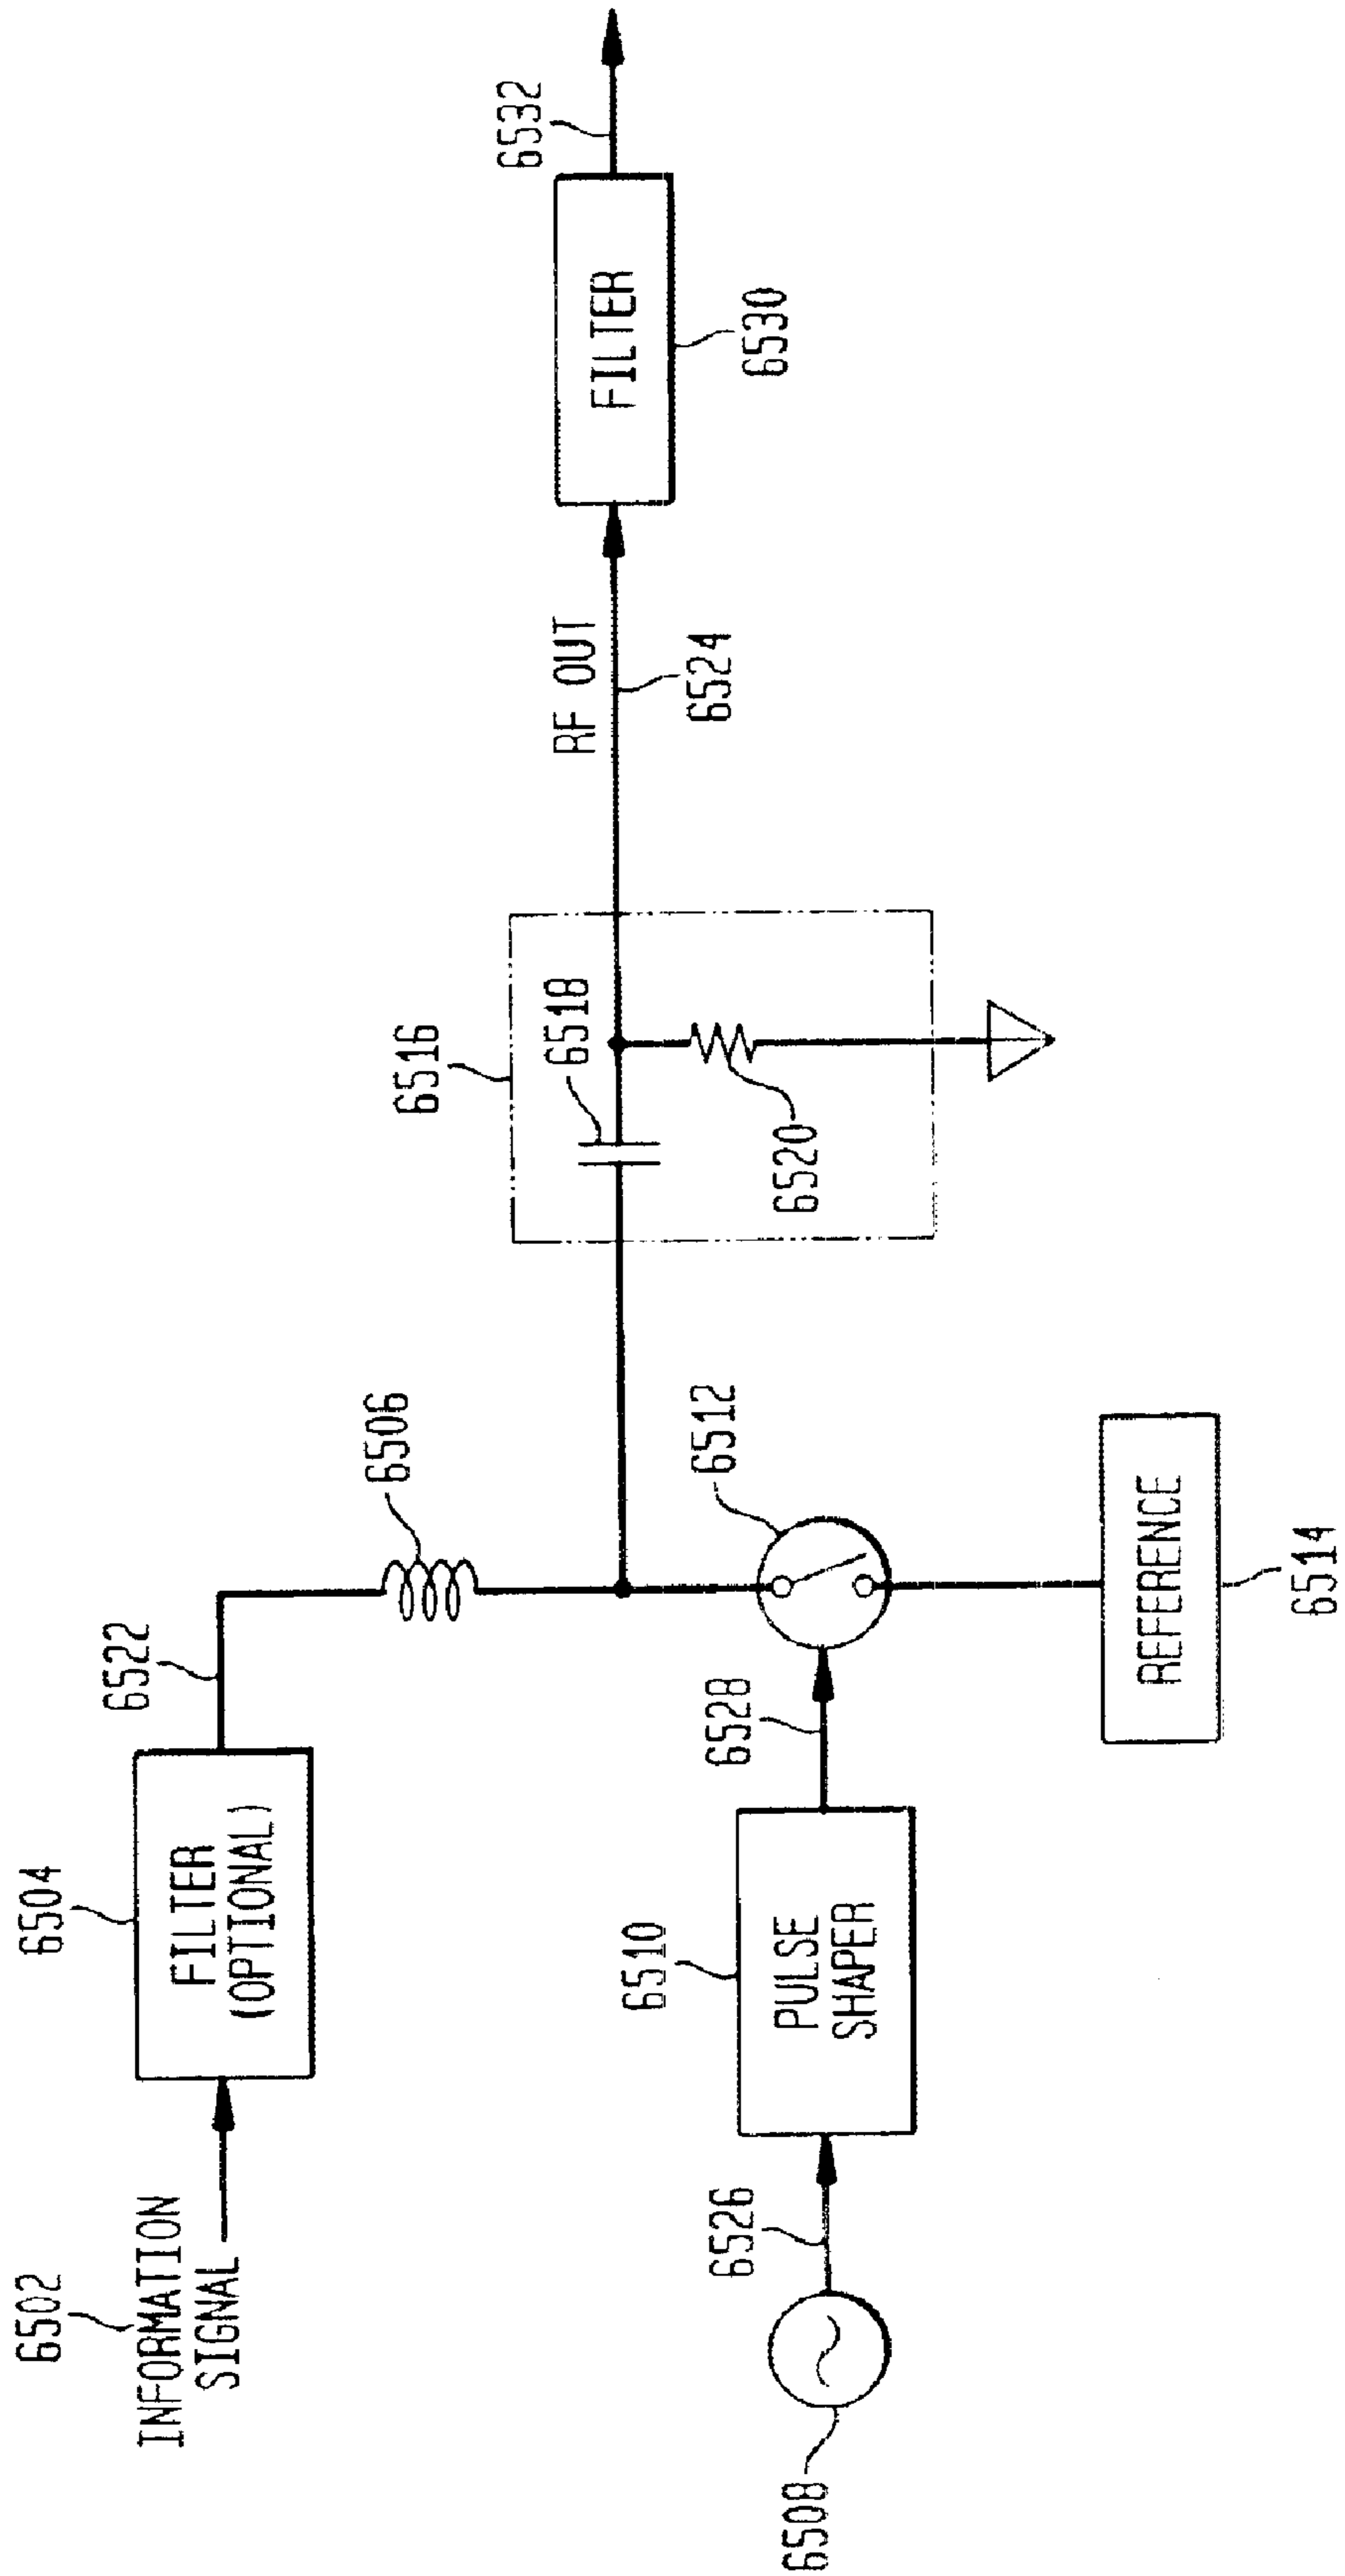 6502
INFORMATION
SIGNAL
6504
FILTER
(OPTIONAL)
6522
6506
6516
6518
6520
RF OUT
6524
6532
FILTER
6530
6508
6526
6510
PULSE
SHAPER
6528
6512
REFERENCE
6514